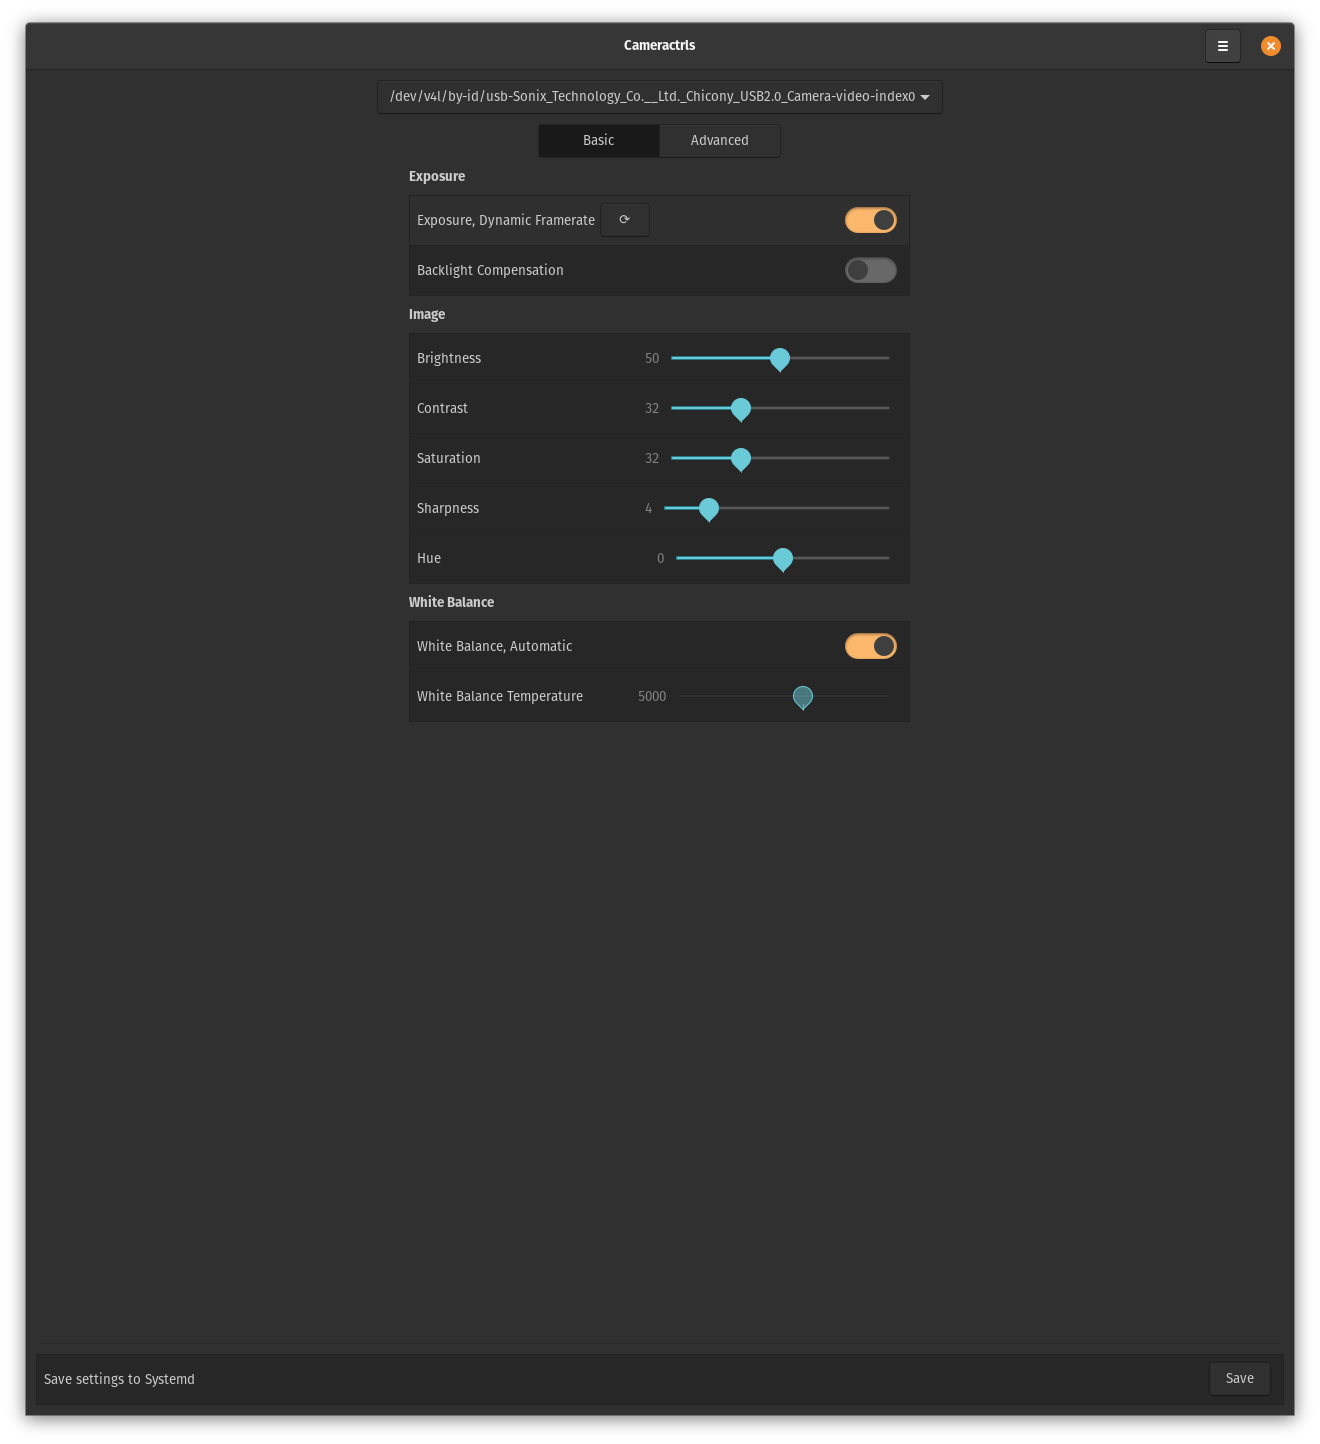 Cameractrls
/dev/v4l/by-id/usb-Sonix_Technology_Co.__Ltd._Chicony_USB2.0_Camera-video-index0
Basic Advanced
Exposure
Exposure, Dynamic Framerate ⟳
Backlight Compensation
Image
Brightness 50
Contrast 32
Saturation 32
Sharpness 4
Hue 0
White Balance
White Balance, Automatic
White Balance Temperature 5000
Save settings to Systemd Save